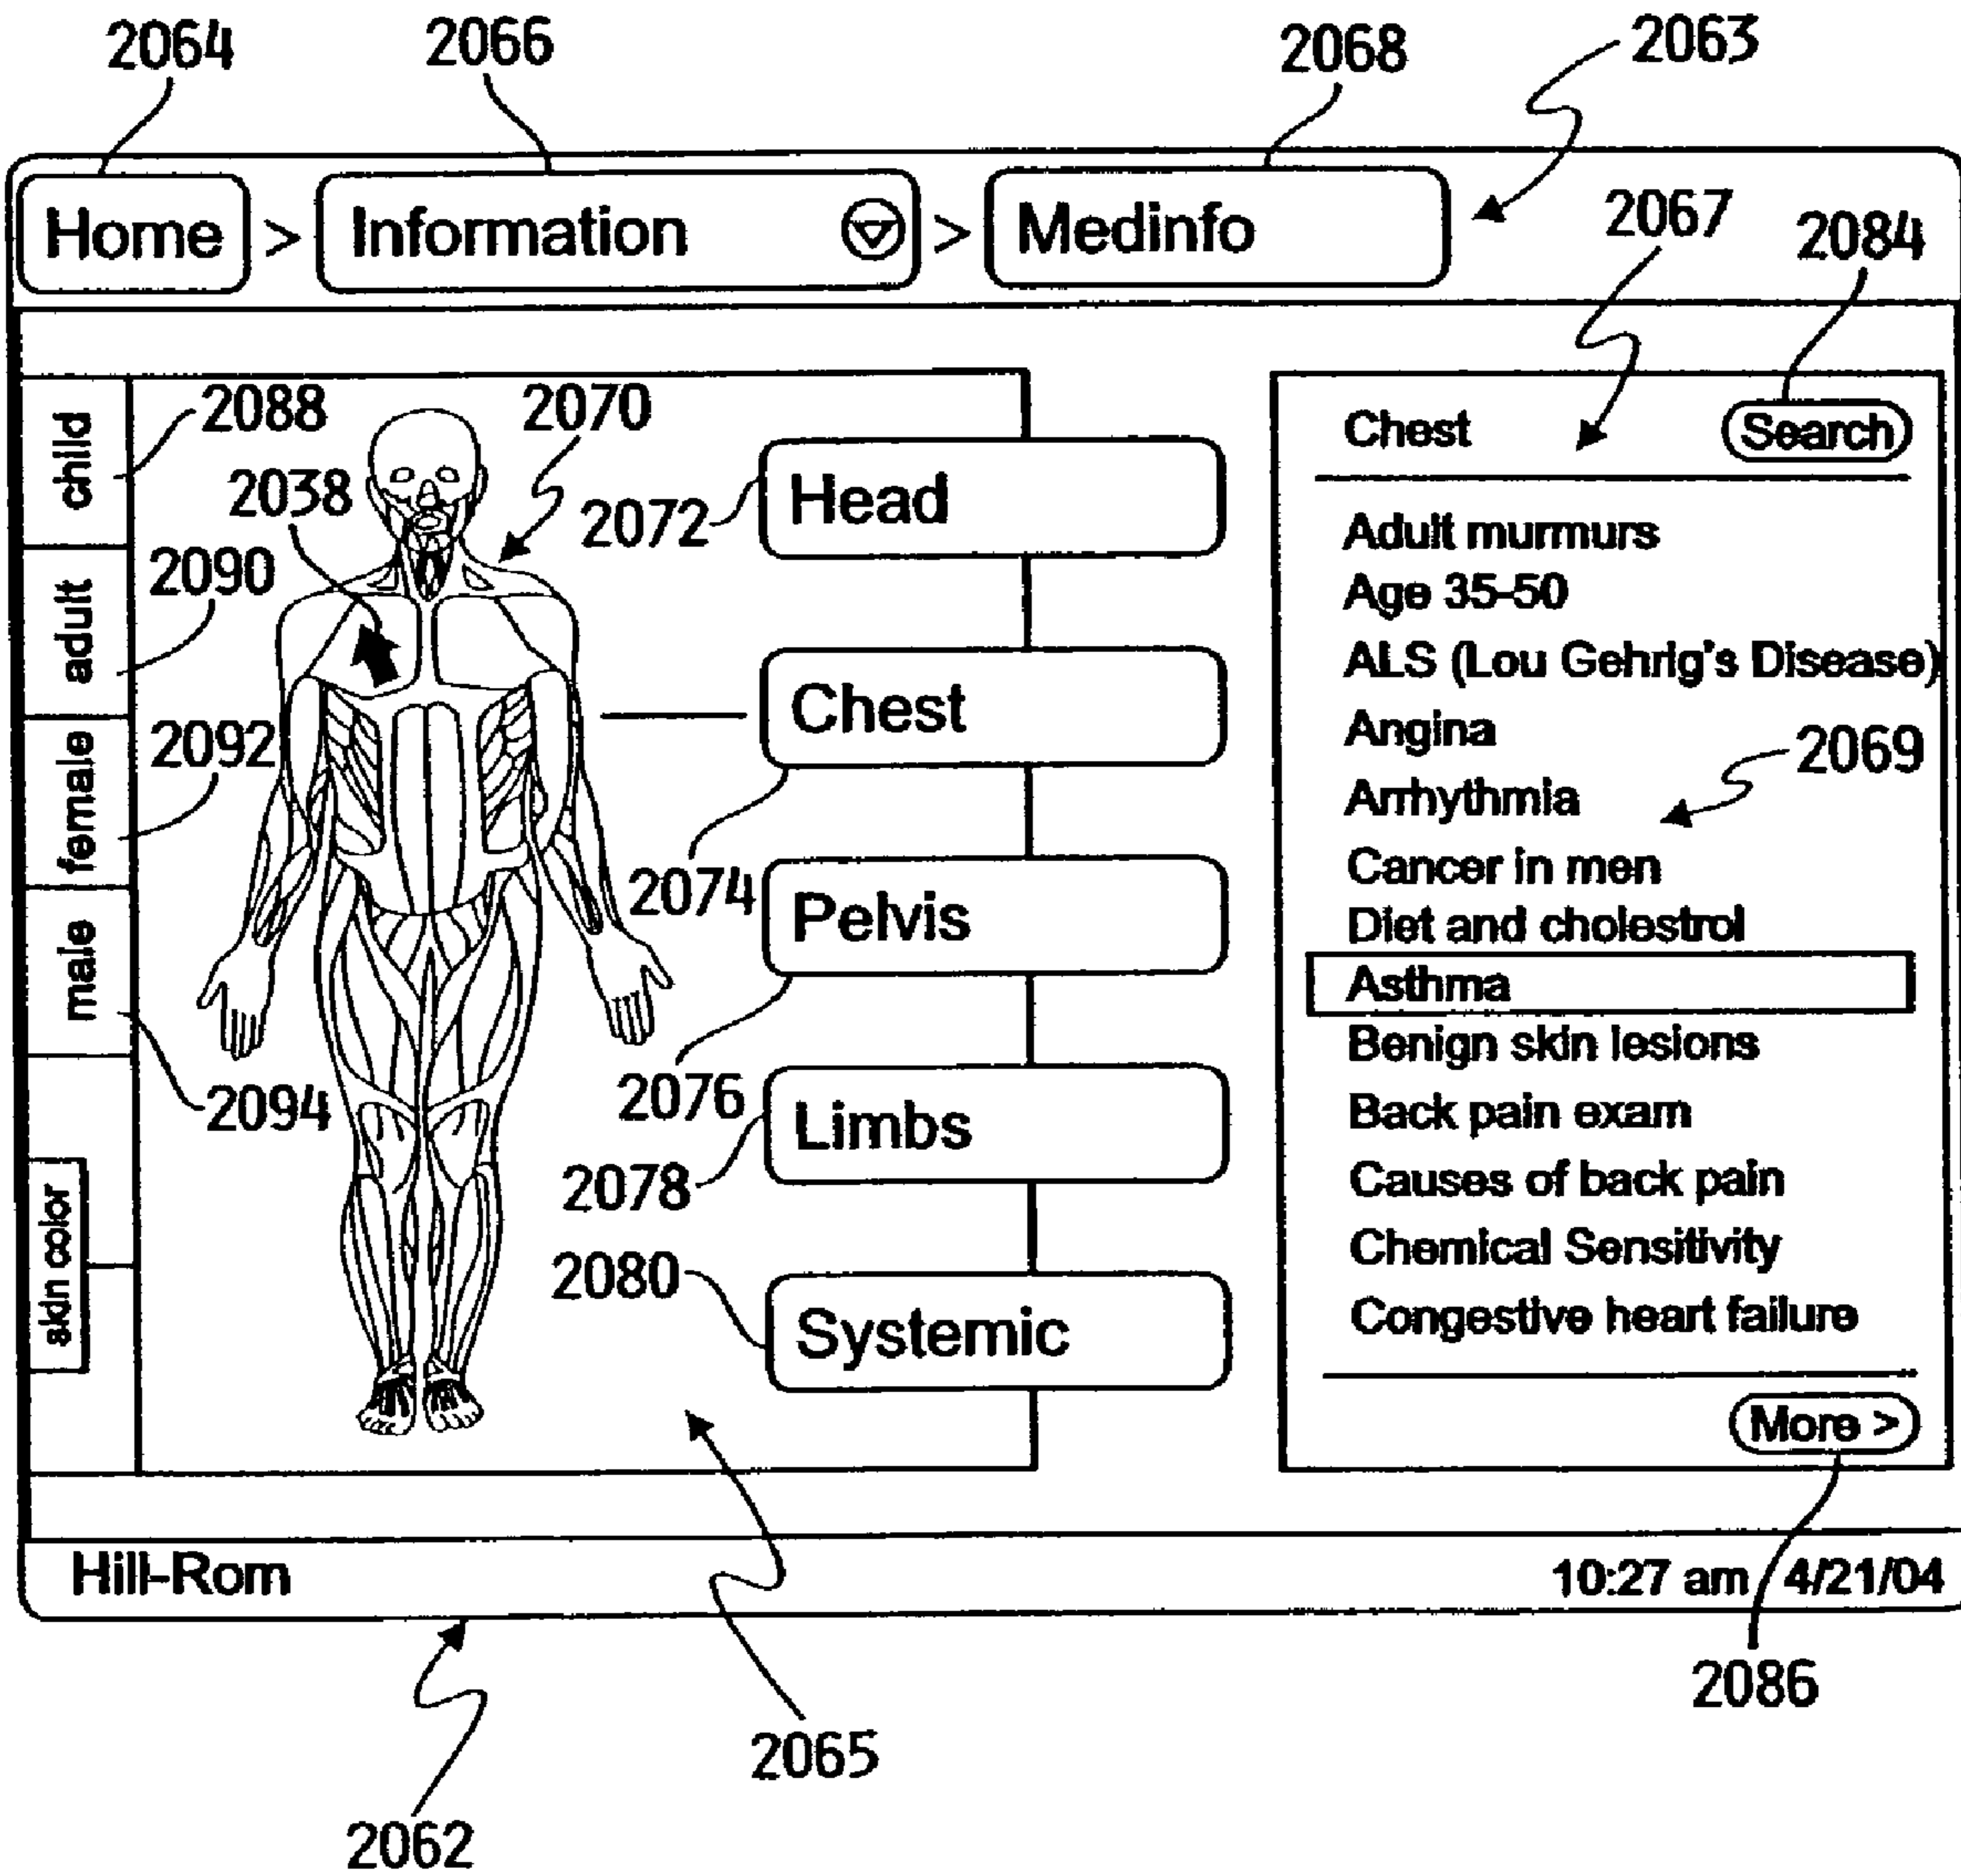 2064 2066 2068 2063
Home > Information > Medinfo
2067
2084
child
adult
female
male
skin color
2088
2038
2070
2090
2092
2094
2072
Head
Chest
2074
Pelvis
2076
Limbs
2078
2080
Systemic
Chest Search
Adult murmurs
Age 35-50
ALS (Lou Gehrig's Disease)
Angina
2069
Arrhythmia
Cancer in men
Diet and cholestrol
Asthma
Benign skin lesions
Back pain exam
Causes of back pain
Chemical Sensitivity
Congestive heart failure
More >
Hill-Rom 10:27 am 4/21/04
2086
2065
2062